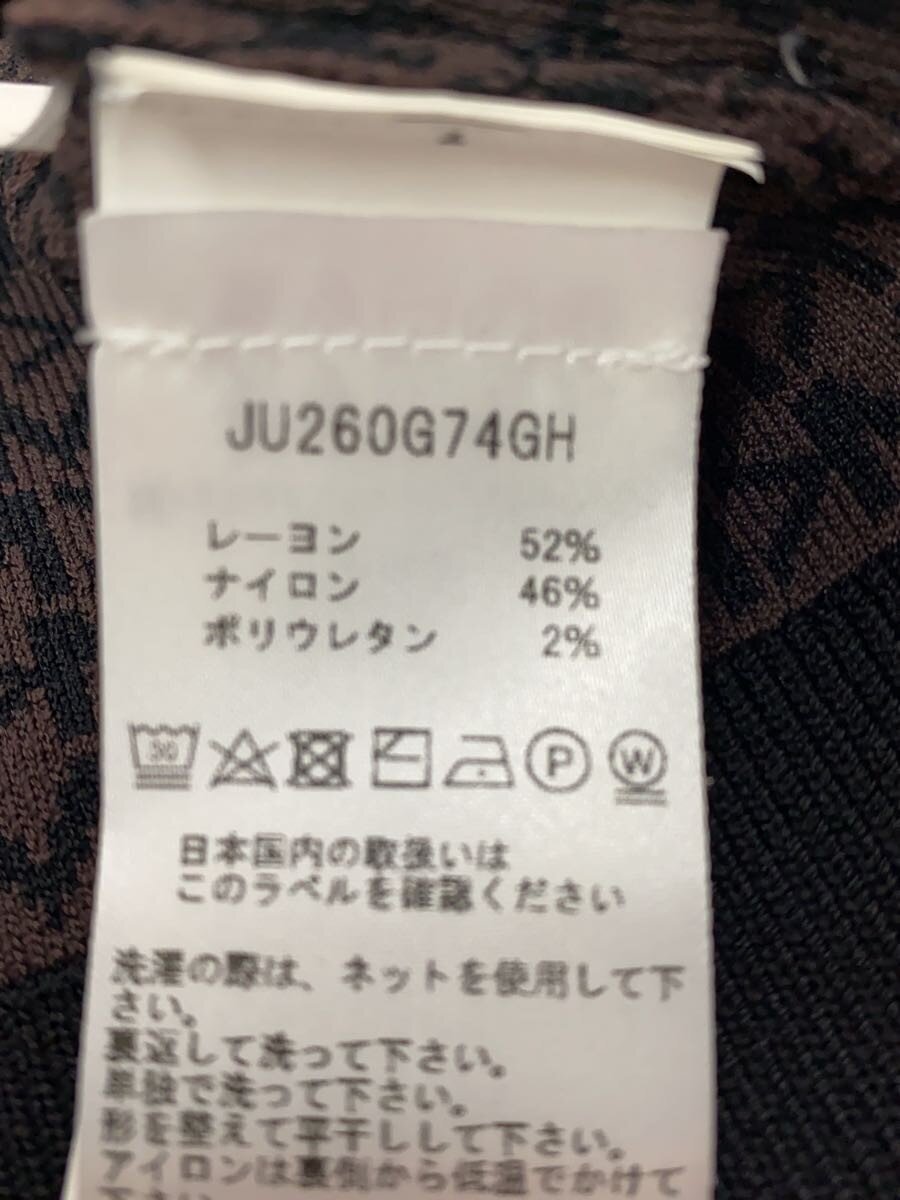 JU260G74GH
レーヨン 52%
ナイロン 46%
ポリウレタン 2%
30 P W
日本国内の取扱いは
このラベルを確認ください
洗濯の際は、ネットを使用して下
さい。
裏返して洗って下さい。
単独で洗って下さい。
形を整えて平干しして下さい。
アイロンは裏側から低温でかけて
下さい